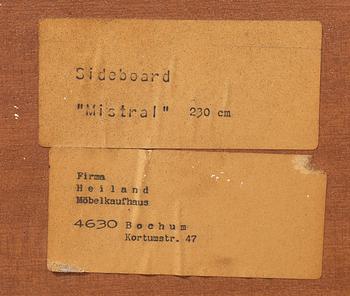 Sideboard
"Mistral" 230 cm
Firma
Heiland
Möbelkaufhaus
4630 Bochum
Kortumstr. 47